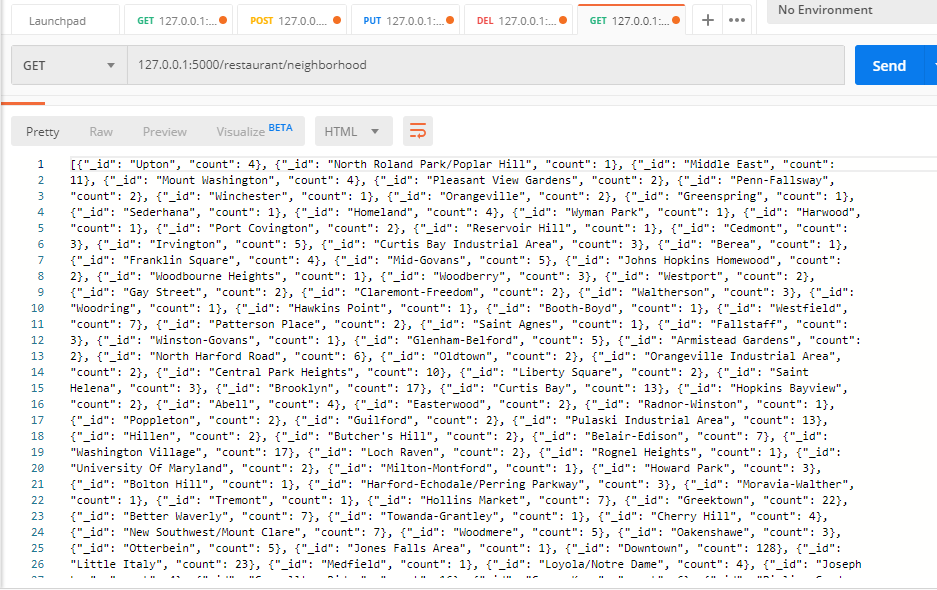 Launchpad GET 127.0.0.1:... POST 127.0.0.... PUT 127.0.0.1:... DEL 127.0.0.1:... GET 127.0.0.1:... + ••• No Environment
GET 127.0.0.1:5000/restaurant/neighborhood Send
Pretty Raw Preview Visualize BETA HTML
1 [{"_id": "Upton", "count": 4}, {"_id": "North Roland Park/Poplar Hill", "count": 1}, {"_id": "Middle East", "count":
2 11}, {"_id": "Mount Washington", "count": 4}, {"_id": "Pleasant View Gardens", "count": 2}, {"_id": "Penn-Fallsway",
3 "count": 2}, {"_id": "Winchester", "count": 1}, {"_id": "Orangeville", "count": 2}, {"_id": "Greenspring", "count": 1},
4 {"_id": "Sederhana", "count": 1}, {"_id": "Homeland", "count": 4}, {"_id": "Wyman Park", "count": 1}, {"_id": "Harwood",
5 "count": 1}, {"_id": "Port Covington", "count": 2}, {"_id": "Reservoir Hill", "count": 1}, {"_id": "Cedmont", "count":
6 3}, {"_id": "Irvington", "count": 5}, {"_id": "Curtis Bay Industrial Area", "count": 3}, {"_id": "Berea", "count": 1},
7 {"_id": "Franklin Square", "count": 4}, {"_id": "Mid-Govans", "count": 5}, {"_id": "Johns Hopkins Homewood", "count":
8 2}, {"_id": "Woodbourne Heights", "count": 1}, {"_id": "Woodberry", "count": 3}, {"_id": "Westport", "count": 2},
9 {"_id": "Gay Street", "count": 2}, {"_id": "Claremont-Freedom", "count": 2}, {"_id": "Waltherson", "count": 3}, {"_id":
10 "Woodring", "count": 1}, {"_id": "Hawkins Point", "count": 1}, {"_id": "Booth-Boyd", "count": 1}, {"_id": "Westfield",
11 "count": 7}, {"_id": "Patterson Place", "count": 2}, {"_id": "Saint Agnes", "count": 1}, {"_id": "Fallstaff", "count":
12 3}, {"_id": "Winston-Govans", "count": 1}, {"_id": "Glenham-Belford", "count": 5}, {"_id": "Armistead Gardens", "count":
13 2}, {"_id": "North Harford Road", "count": 6}, {"_id": "Oldtown", "count": 2}, {"_id": "Orangeville Industrial Area",
14 "count": 2}, {"_id": "Central Park Heights", "count": 10}, {"_id": "Liberty Square", "count": 2}, {"_id": "Saint
15 Helena", "count": 3}, {"_id": "Brooklyn", "count": 17}, {"_id": "Curtis Bay", "count": 13}, {"_id": "Hopkins Bayview",
16 "count": 2}, {"_id": "Abell", "count": 4}, {"_id": "Easterwood", "count": 2}, {"_id": "Radnor-Winston", "count": 1},
17 {"_id": "Poppleton", "count": 2}, {"_id": "Guilford", "count": 2}, {"_id": "Pulaski Industrial Area", "count": 13},
18 {"_id": "Hillen", "count": 2}, {"_id": "Butcher's Hill", "count": 2}, {"_id": "Belair-Edison", "count": 7}, {"_id":
19 "Washington Village", "count": 17}, {"_id": "Loch Raven", "count": 2}, {"_id": "Rognel Heights", "count": 1}, {"_id":
20 "University Of Maryland", "count": 2}, {"_id": "Milton-Montford", "count": 1}, {"_id": "Howard Park", "count": 3},
21 {"_id": "Bolton Hill", "count": 1}, {"_id": "Harford-Echodale/Perring Parkway", "count": 3}, {"_id": "Moravia-Walther",
22 "count": 1}, {"_id": "Tremont", "count": 1}, {"_id": "Hollins Market", "count": 7}, {"_id": "Greektown", "count": 22},
23 {"_id": "Better Waverly", "count": 7}, {"_id": "Towanda-Grantley", "count": 1}, {"_id": "Cherry Hill", "count": 4},
24 {"_id": "New Southwest/Mount Clare", "count": 7}, {"_id": "Woodmere", "count": 5}, {"_id": "Oakenshawe", "count": 3},
25 {"_id": "Otterbein", "count": 5}, {"_id": "Jones Falls Area", "count": 1}, {"_id": "Downtown", "count": 128}, {"_id":
26 "Little Italy", "count": 23}, {"_id": "Medfield", "count": 1}, {"_id": "Loyola/Notre Dame", "count": 4}, {"_id": "Joseph